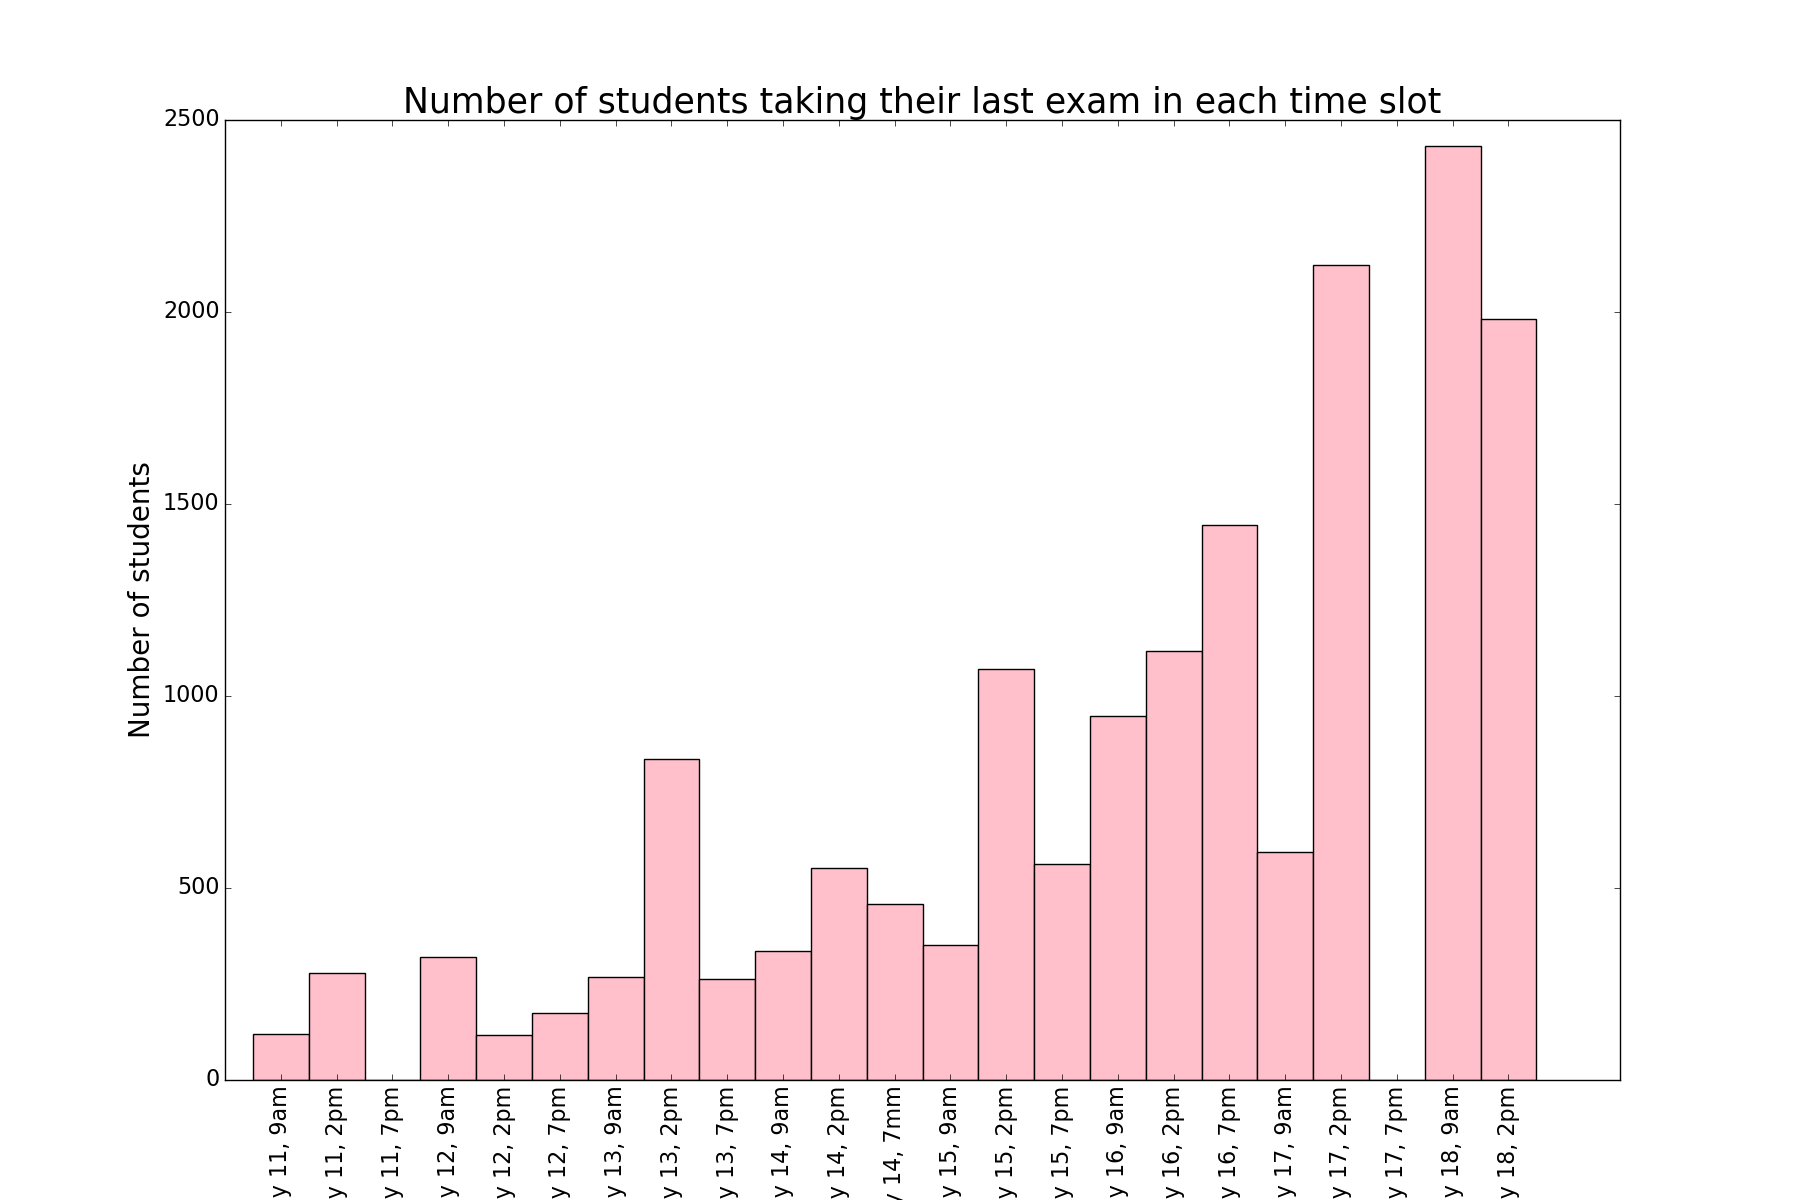 Number of students taking their last exam in each time slot
Number of students
2500
2000
1500
1000
500
0
y 11, 9am
y 11, 2pm
y 11, 7pm
y 12, 9am
y 12, 2pm
y 12, 7pm
y 13, 9am
y 13, 2pm
y 13, 7pm
y 14, 9am
y 14, 2pm
y 14, 7mm
y 15, 9am
y 15, 2pm
y 15, 7pm
y 16, 9am
y 16, 2pm
y 16, 7pm
y 17, 9am
y 17, 2pm
y 17, 7pm
y 18, 9am
y 18, 2pm